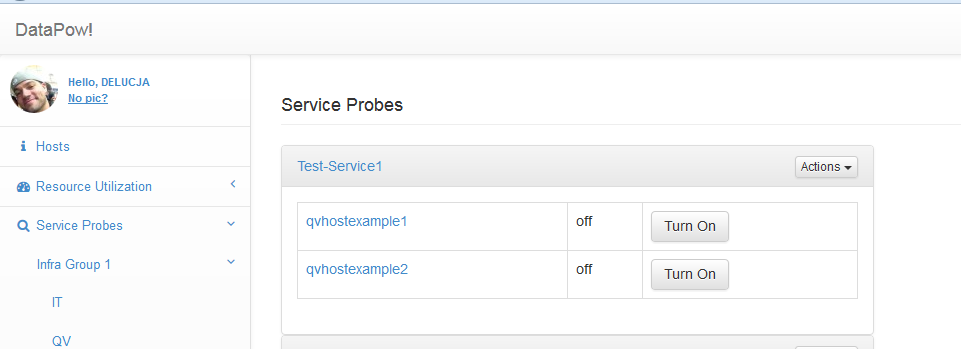 DataPow!
Hello, DELUCJA
No pic?
Hosts
Resource Utilization
Service Probes
Infra Group 1
IT
QV
Service Probes
Test-Service1
Actions
qvhostexample1 off Turn On
qvhostexample2 off Turn On